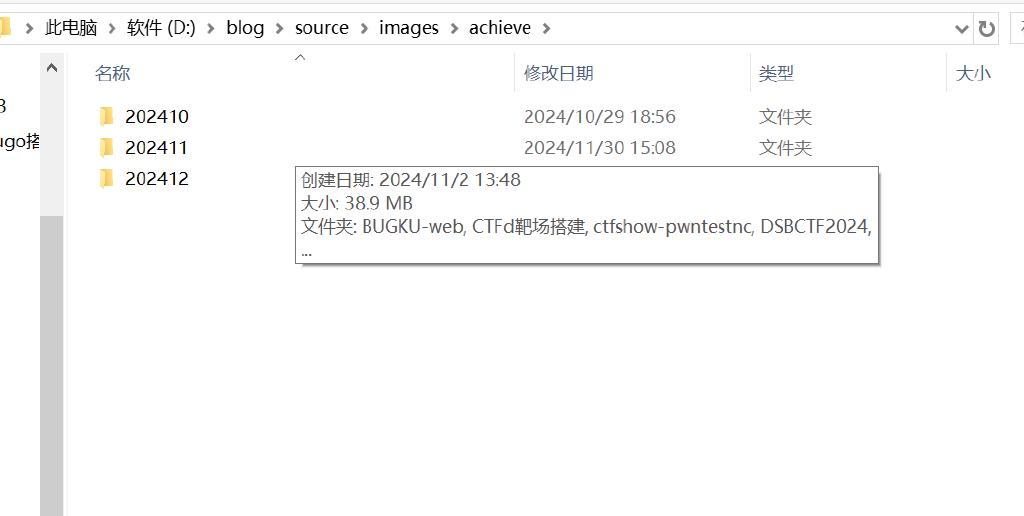 此电脑 软件 (D:) blog source images achieve
名称 修改日期 类型 大小
3
202410 2024/10/29 18:56 文件夹
ugo搭
202411 2024/11/30 15:08 文件夹
202412
创建日期: 2024/11/2 13:48
大小: 38.9 MB
文件夹: BUGKU-web, CTFd靶场搭建, ctfshow-pwntestnc, DSBCTF2024,
...